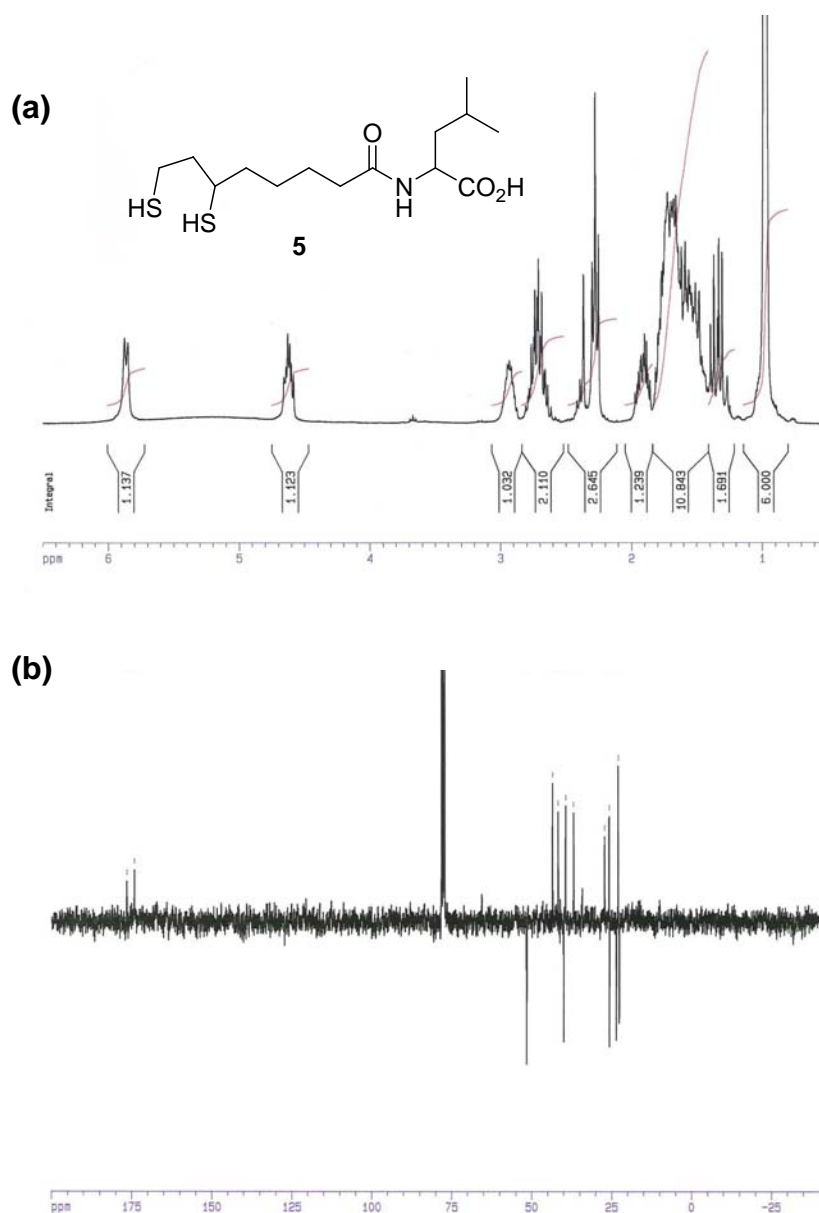 (a)
O
HS
HS
N
H
CO2H
5
Integral
1.137
1.123
1.032
2.110
2.645
1.239
10.843
1.691
6.000
ppm 6 5 4 3 2 1
(b)
ppm 175 150 125 100 75 50 25 0 -25